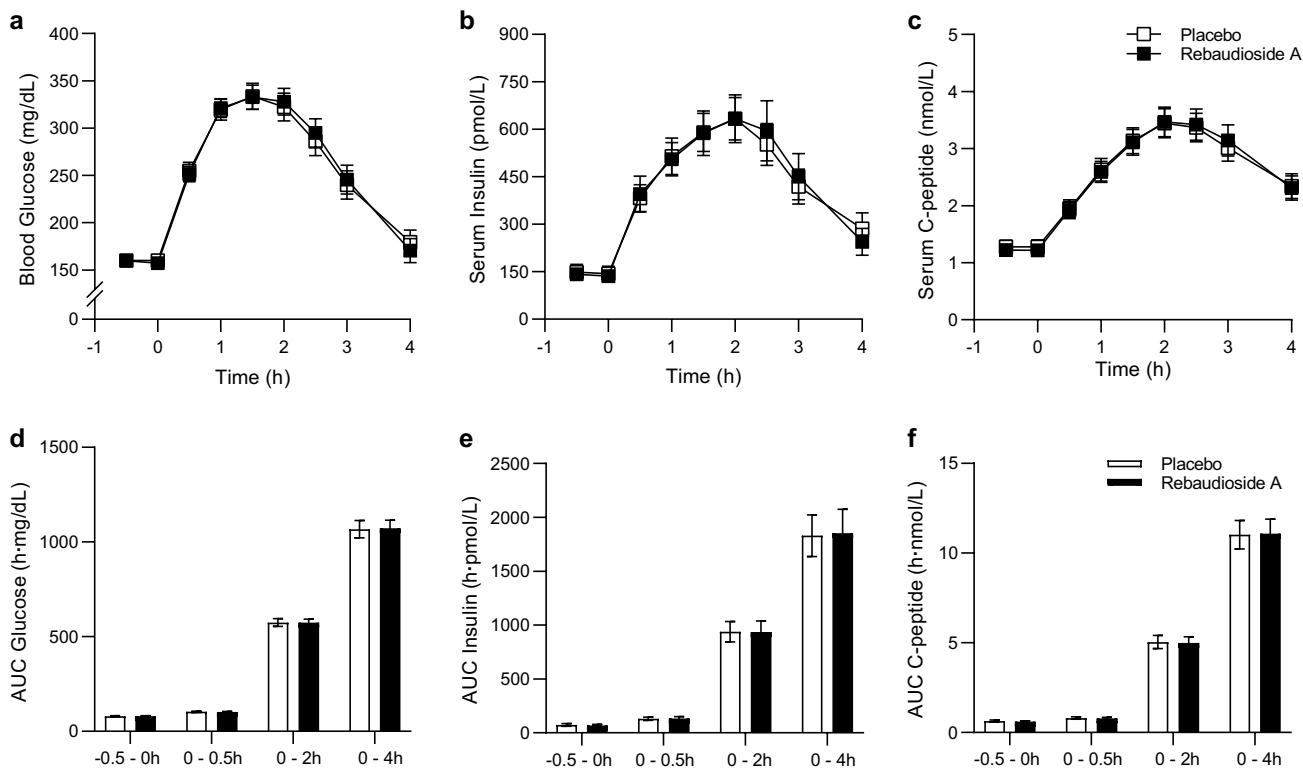 a
Blood Glucose (mg/dL)
400
350
300
250
200
150
0
-1 0 1 2 3 4
Time (h)
b
Serum Insulin (pmol/L)
900
750
600
450
300
150
0
-1 0 1 2 3 4
Time (h)
c
Serum C-peptide (nmol/L)
5
4
3
2
1
0
-1 0 1 2 3 4
Time (h)
Placebo
Rebaudioside A
d
AUC Glucose (h·mg/dL)
1500
1000
500
0
-0.5 - 0h 0 - 0.5h 0 - 2h 0 - 4h
e
AUC Insulin (h·pmol/L)
2500
2000
1500
1000
500
0
-0.5 - 0h 0 - 0.5h 0 - 2h 0 - 4h
f
AUC C-peptide (h·nmol/L)
15
10
5
0
-0.5 - 0h 0 - 0.5h 0 - 2h 0 - 4h
Placebo
Rebaudioside A